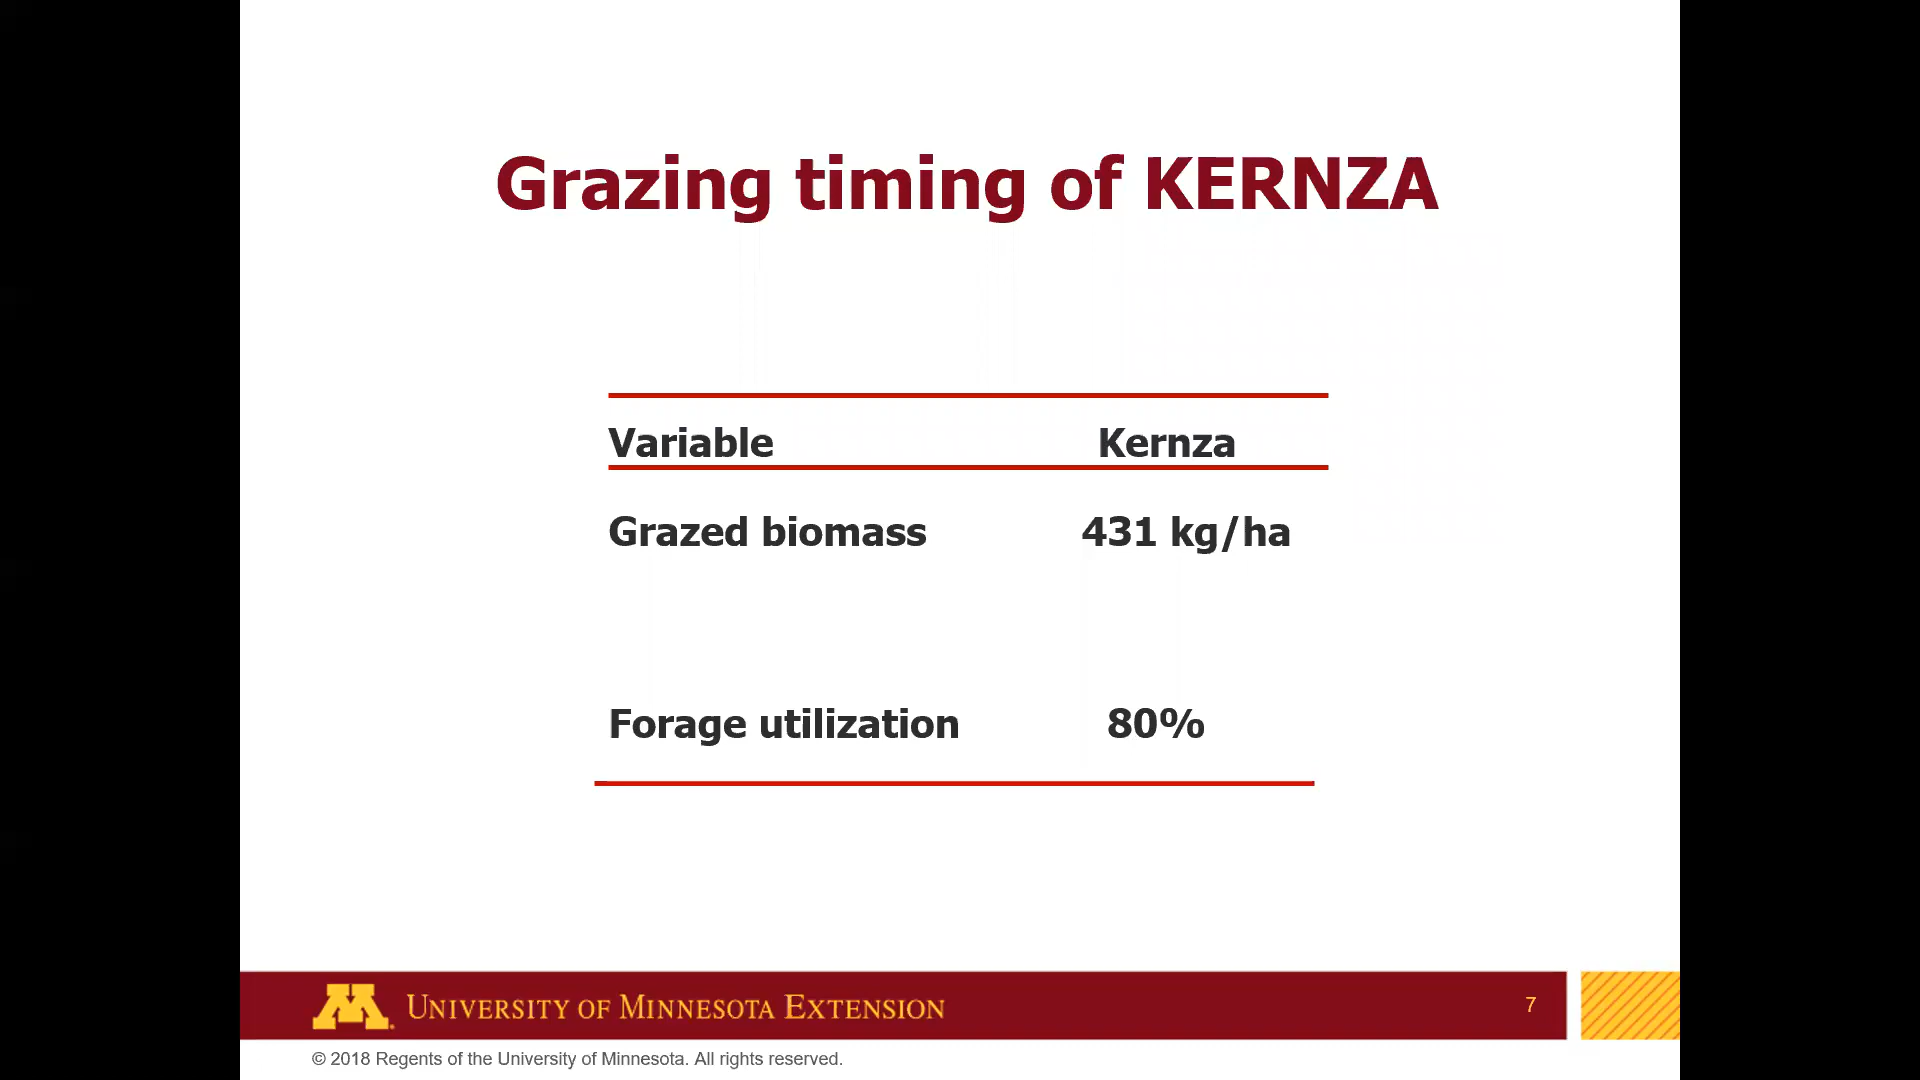 Grazing timing of KERNZA
Variable Kernza
Grazed biomass 431 kg/ha
Forage utilization 80%
UNIVERSITY OF MINNESOTA EXTENSION
7
© 2018 Regents of the University of Minnesota. All rights reserved.